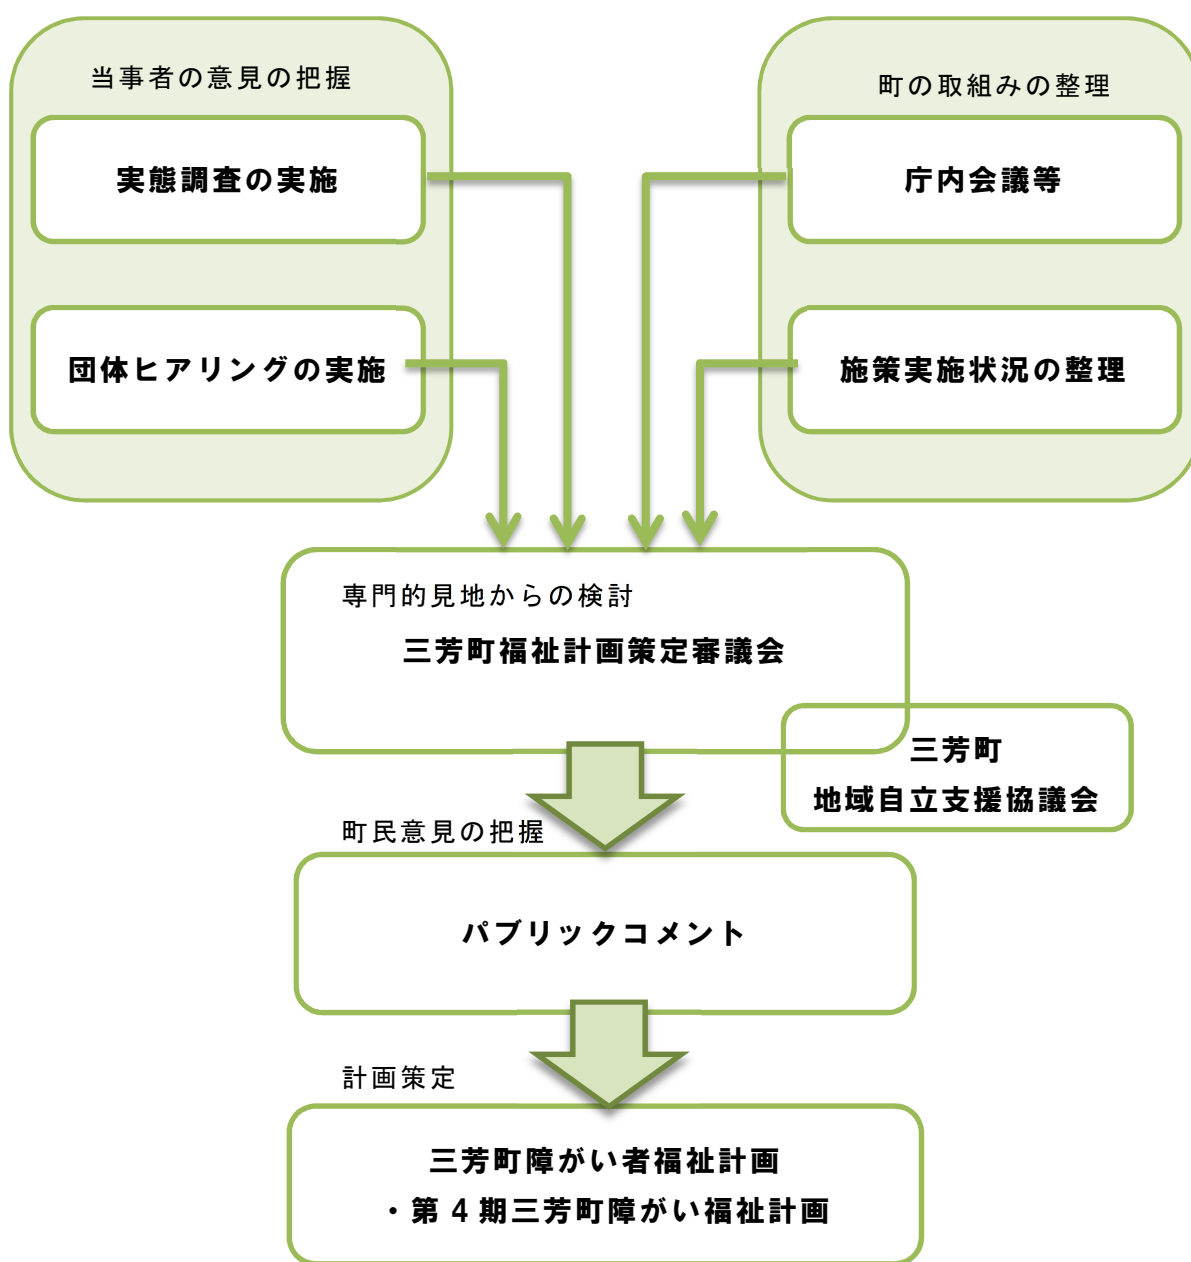 当事者の意見の把握
実態調査の実施
団体ヒアリングの実施
町の取組みの整理
庁内会議等
施策実施状況の整理
専門的見地からの検討
三芳町福祉計画策定審議会
三芳町
地域自立支援協議会
町民意見の把握
パブリックコメント
計画策定
三芳町障がい者福祉計画
・第４期三芳町障がい福祉計画